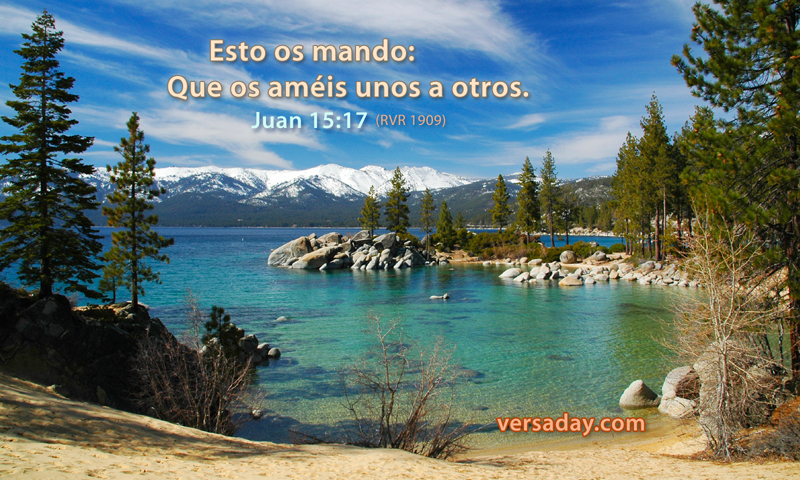 Esto os mando:
Que os améis unos a otros.
Juan 15:17 (RVR 1909)
versaday.com